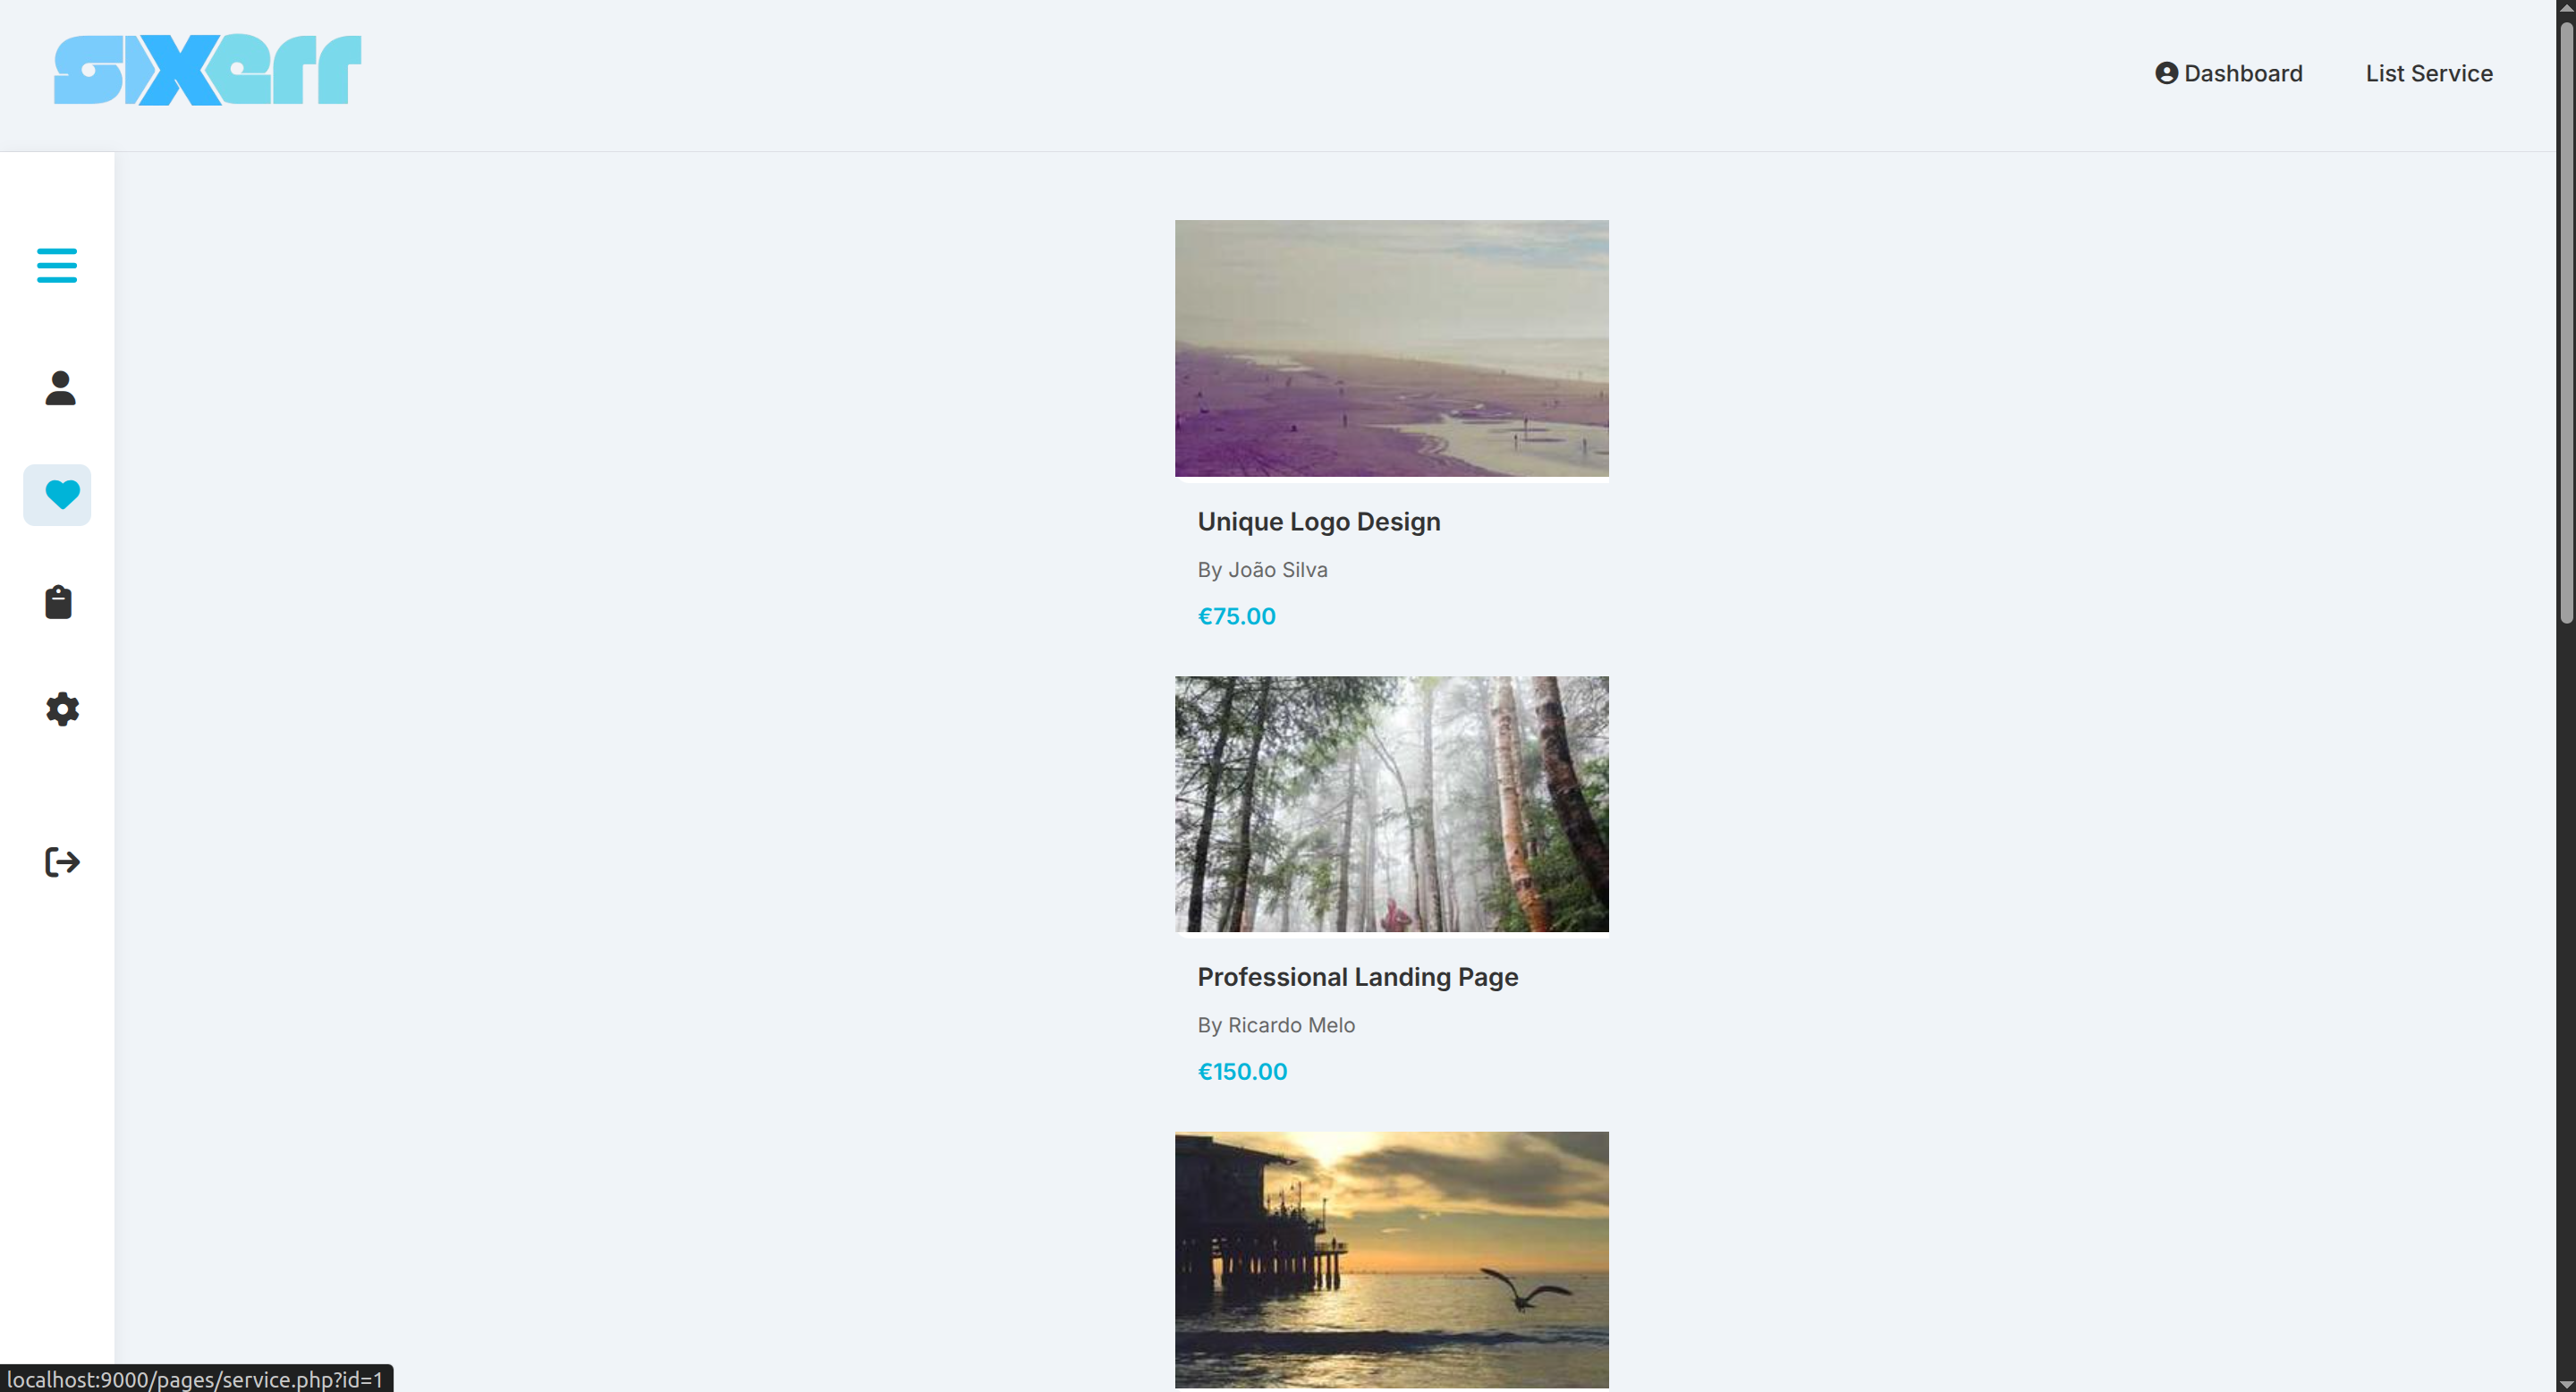 sixerr
Dashboard
List Service
Unique Logo Design
By João Silva
€75.00
Professional Landing Page
By Ricardo Melo
€150.00
localhost:9000/pages/service.php?id=1